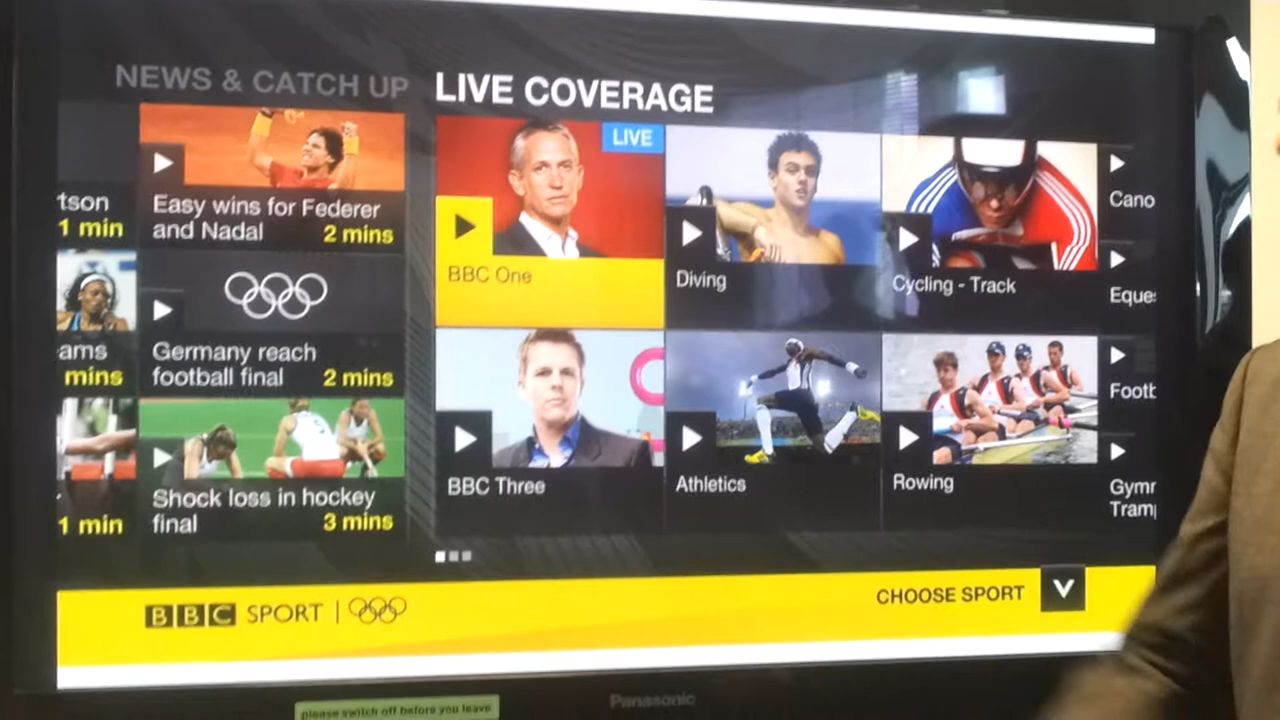 NEWS & CATCH UP
LIVE COVERAGE
tson
1 min
ams
mins
1 min
Easy wins for Federer
and Nadal
2 mins
Germany reach
football final
2 mins
Shock loss in hockey
final
3 mins
LIVE
BBC One
Diving
Cycling - Track
Cano
Eques
BBC Three
Athletics
Rowing
Footb
Gymn
Tramp
BBC SPORT |
CHOOSE SPORT
Panasonic
please switch off before you leave